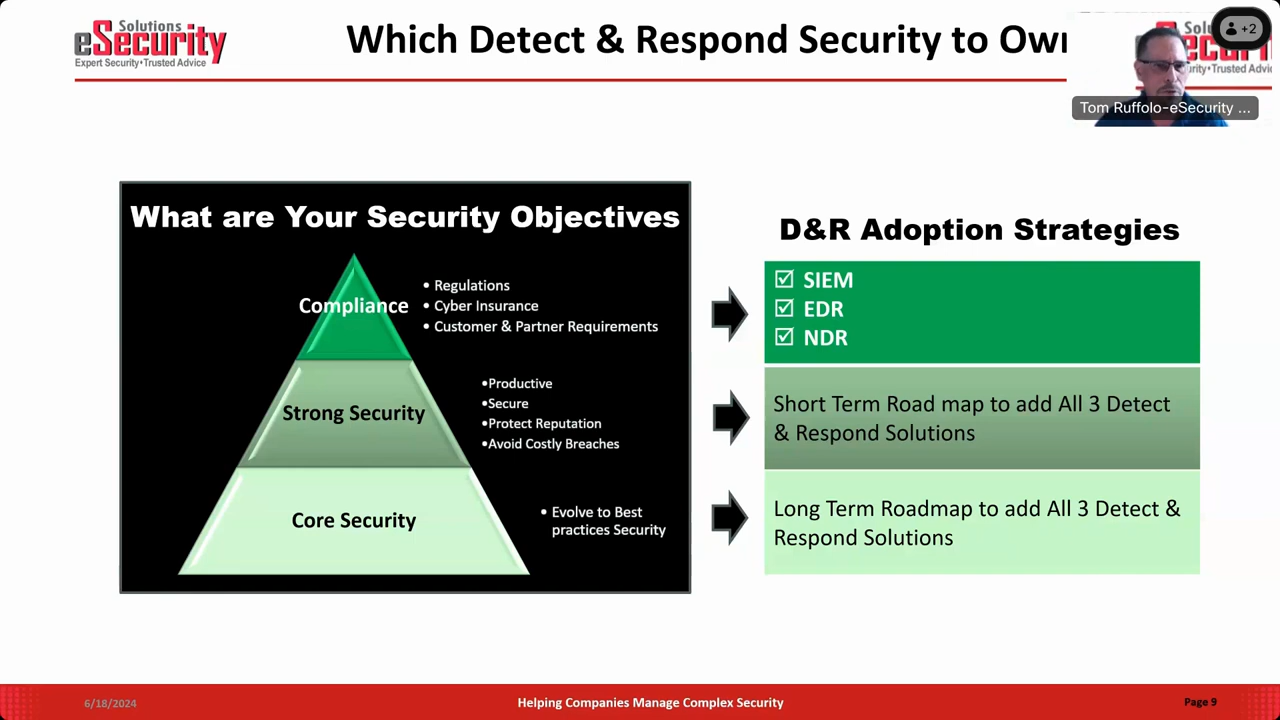 Solutions
eSecurity
Expert Security•Trusted Advice
Which Detect & Respond Security to Own
+2
Tom Ruffolo-eSecurity ...
What are Your Security Objectives
Compliance
• Regulations
• Cyber Insurance
• Customer & Partner Requirements
Strong Security
•Productive
•Secure
•Protect Reputation
•Avoid Costly Breaches
Core Security
• Evolve to Best
practices Security
D&R Adoption Strategies
☑ SIEM
☑ EDR
☑ NDR
Short Term Road map to add All 3 Detect
& Respond Solutions
Long Term Roadmap to add All 3 Detect &
Respond Solutions
6/18/2024
Helping Companies Manage Complex Security
Page 9